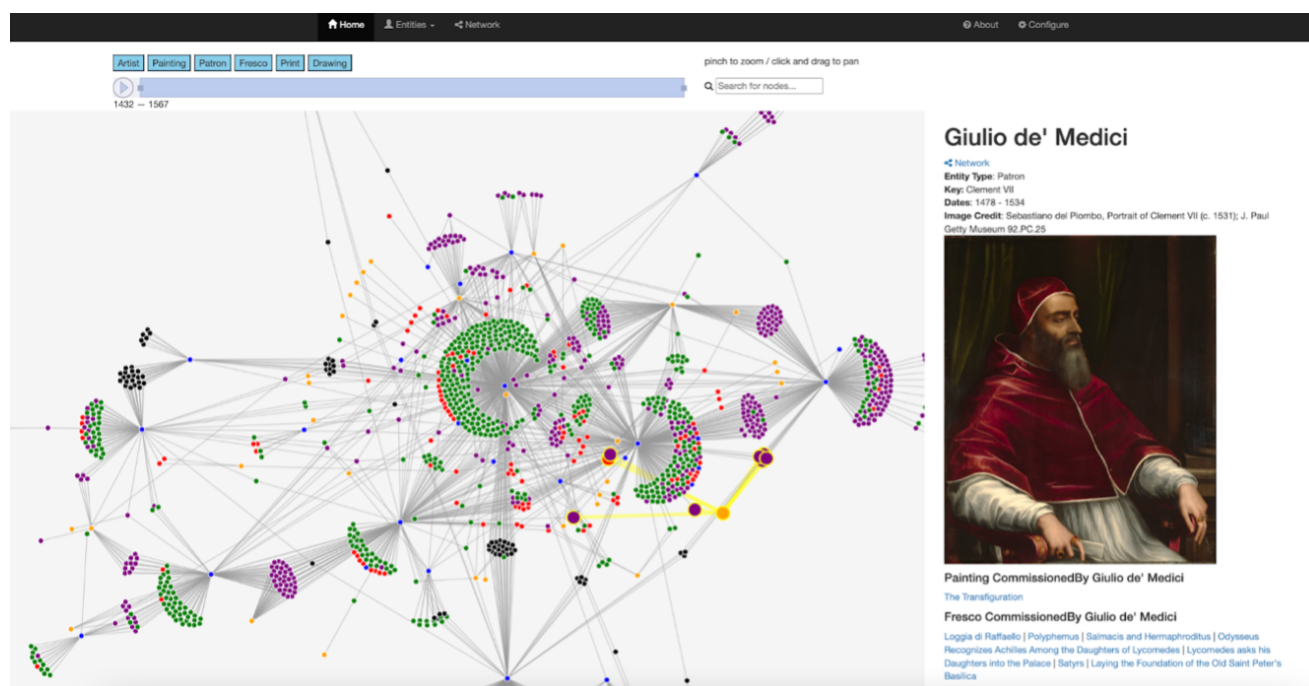 Home Entities Network About Configure
Artist Painting Patron Fresco Print Drawing
pinch to zoom / click and drag to pan
Search for nodes...
1432 — 1567
Giulio de' Medici
Network
Entity Type: Patron
Key: Clement VII
Dates: 1478 - 1534
Image Credit: Sebastiano del Piombo, Portrait of Clement VII (c. 1531); J. Paul
Getty Museum 92.PC.25
Painting CommissionedBy Giulio de' Medici
The Transfiguration
Fresco CommissionedBy Giulio de' Medici
Loggia di Raffaello | Polyphemus | Salmacis and Hermaphroditus | Odysseus
Recognizes Achilles Among the Daughters of Lycomedes | Lycomedes asks his
Daughters into the Palace | Satyrs | Laying the Foundation of the Old Saint Peter's
Basilica